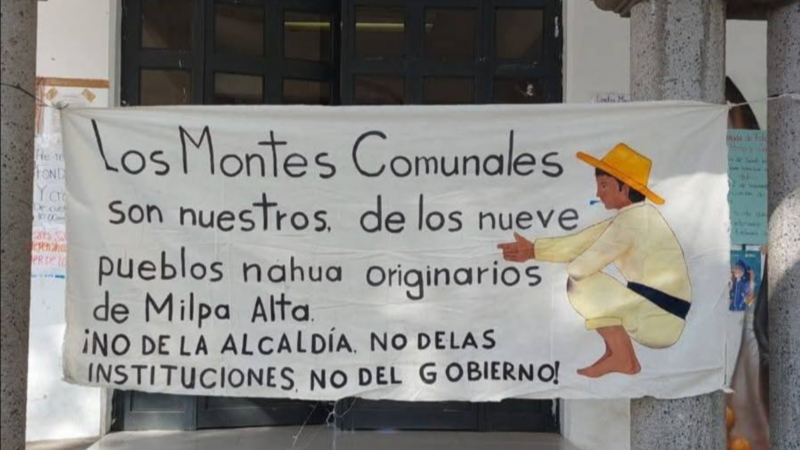 Los Montes Comunales
son nuestros, de los nueve
pueblos nahua originarios
de Milpa Alta.
¡NO DE LA ALCALDÍA, NO DELAS
INSTITUCIONES, NO DEL GOBIERNO!